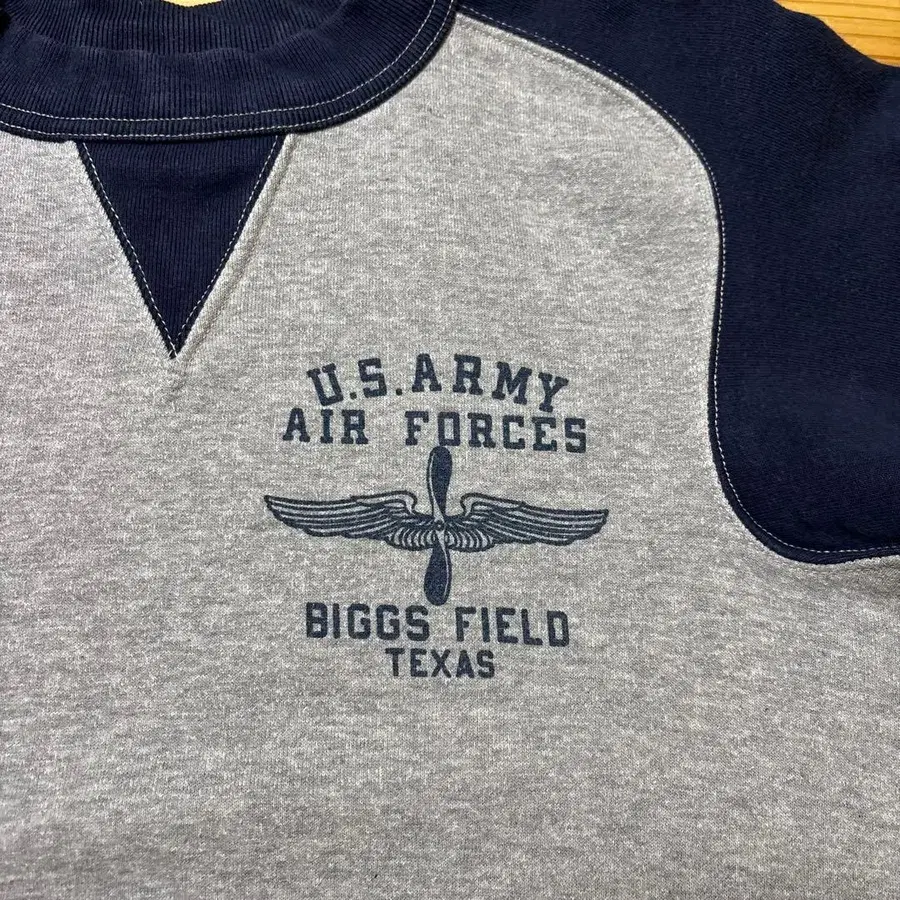 U.S. ARMY
AIR FORCES
BIGGS FIELD
TEXAS